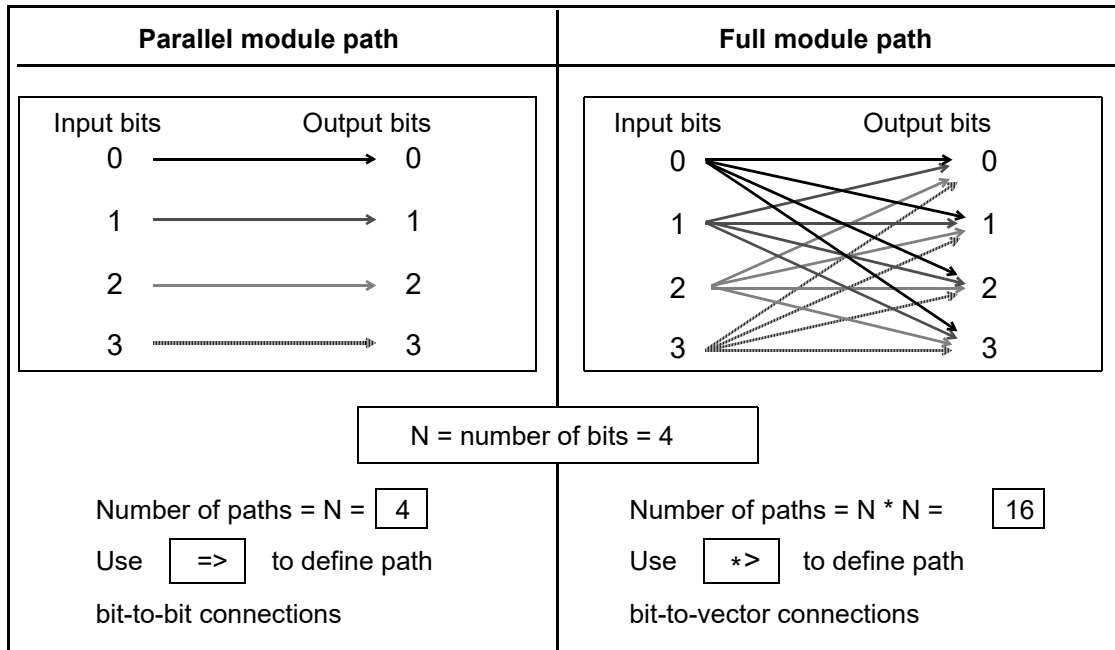 Parallel module path
Full module path
Input bits Output bits
0 0
1 1
2 2
3 3
Input bits Output bits
0 0
1 1
2 2
3 3
N = number of bits = 4
Number of paths = N = 4
Use => to define path
bit-to-bit connections
Number of paths = N * N = 16
Use *> to define path
bit-to-vector connections